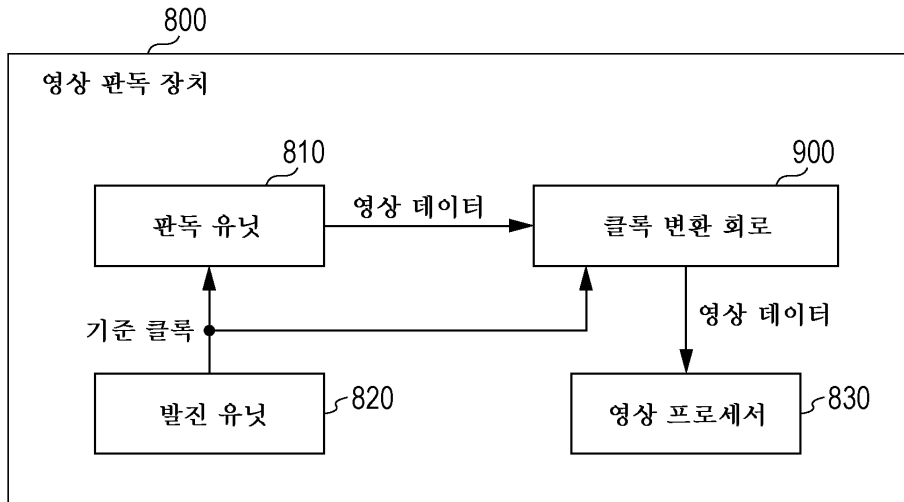 800
영상 판독 장치
810
900
판독 유닛
영상 데이터
클록 변환 회로
기준 클록
영상 데이터
발진 유닛
820
영상 프로세서
830